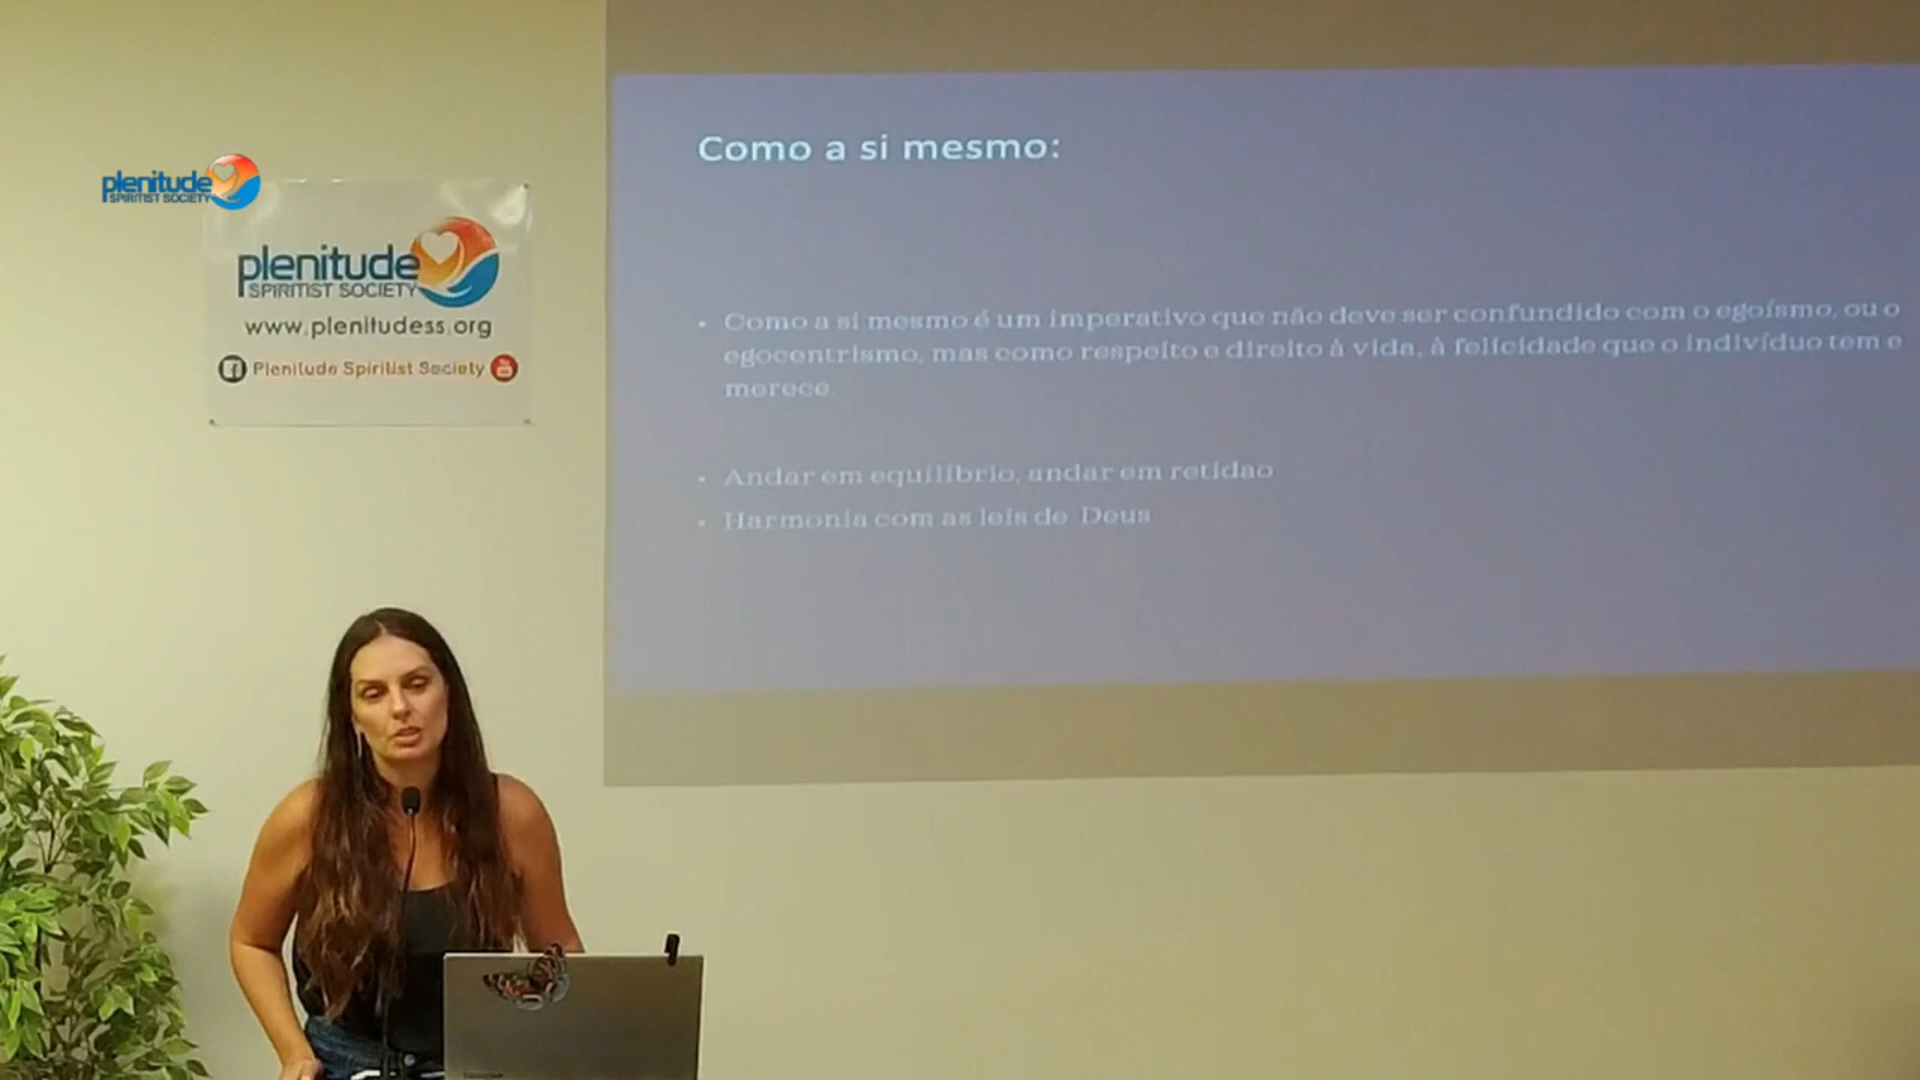 plenitude
SPIRITIST SOCIETY
plenitude
SPIRITIST SOCIETY
www.plenitudess.org
Plenitude Spiritist Society
Como a si mesmo:
• Como a si mesmo é um imperativo que não deve ser confundido com o egoísmo, ou o
egocentrismo, mas como respeito e direito à vida, à felicidade que o indivíduo tem e
merece.
• Andar em equilíbrio, andar em retidao
• Harmonia com as leis de Deus